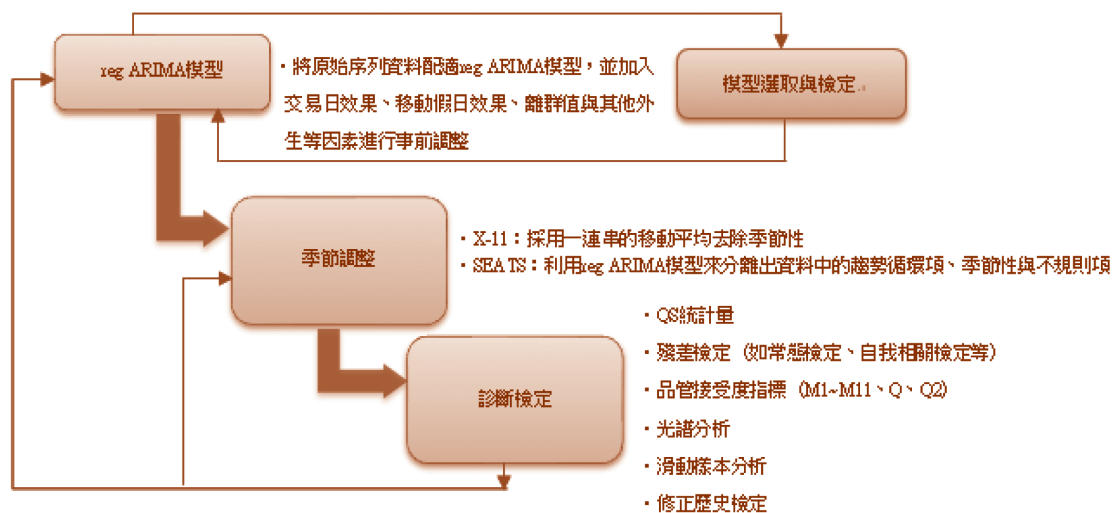 reg ARIMA模型
・將原始序列資料配適reg ARIMA模型，並加入
交易日效果、移動假日效果、離群值與其他外
生等因素進行事前調整
模型選取與檢定
季節調整
・X-11：採用一連串的移動平均去除季節性
・SEATS：利用reg ARIMA模型來分離出資料中的趨勢循環項、季節性與不規則項
診斷檢定
・QS統計量
・殘差檢定（如常態檢定、自我相關檢定等）
・品管接受度指標（M1~M11、Q、Q2）
・光譜分析
・滑動樣本分析
・修正歷史檢定